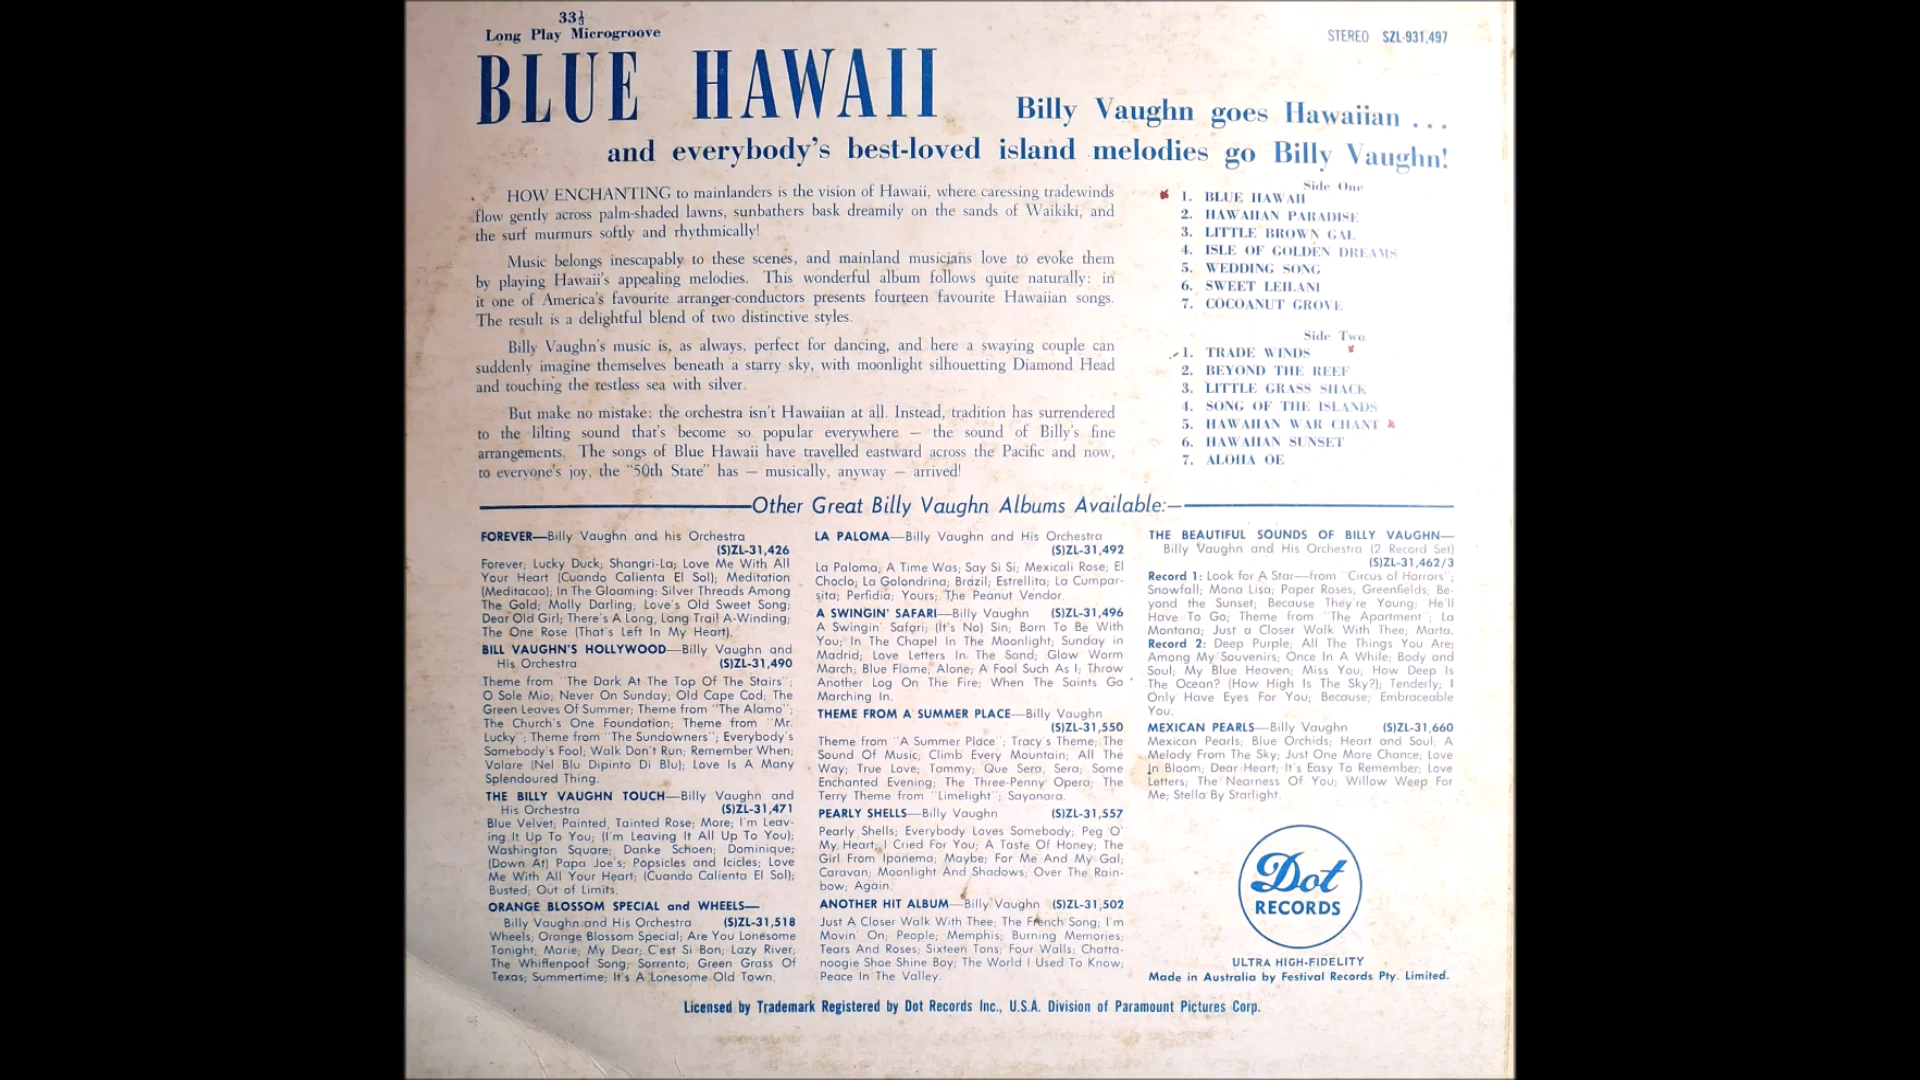 33⅓
Long Play Microgroove
STEREO SZL-931,497
BLUE HAWAII
Billy Vaughn goes Hawaiian . . .
and everybody's best-loved island melodies go Billy Vaughn!
HOW ENCHANTING to mainlanders is the vision of Hawaii, where caressing tradewinds
flow gently across palm-shaded lawns, sunbathers bask dreamily on the sands of Waikiki, and
the surf murmurs softly and rhythmically!
Music belongs inescapably to these scenes, and mainland musicians love to evoke them
by playing Hawaii's appealing melodies. This wonderful album follows quite naturally: in
it one of America's favourite arranger-conductors presents fourteen favourite Hawaiian songs.
The result is a delightful blend of two distinctive styles.
Billy Vaughn's music is, as always, perfect for dancing, and here a swaying couple can
suddenly imagine themselves beneath a starry sky, with moonlight silhouetting Diamond Head
and touching the restless sea with silver.
But make no mistake: the orchestra isn't Hawaiian at all. Instead, tradition has surrendered
to the lilting sound that's become so popular everywhere — the sound of Billy's fine
arrangements. The songs of Blue Hawaii have travelled eastward across the Pacific and now,
to everyone's joy, the "50th State" has — musically, anyway — arrived!
Side One
1. BLUE HAWAII
2. HAWAIIAN PARADISE
3. LITTLE BROWN GAL
4. ISLE OF GOLDEN DREAMS
5. WEDDING SONG
6. SWEET LEILANI
7. COCOANUT GROVE
Side Two
1. TRADE WINDS
2. BEYOND THE REEF
3. LITTLE GRASS SHACK
4. SONG OF THE ISLANDS
5. HAWAIIAN WAR CHANT
6. HAWAIIAN SUNSET
7. ALOHA OE
Other Great Billy Vaughn Albums Available:—
FOREVER—Billy Vaughn and his Orchestra
(S)ZL-31,426
Forever; Lucky Duck; Shangri-La; Love Me With All
Your Heart (Cuando Calienta El Sol); Meditation
(Meditacao); In The Gloaming; Silver Threads Among
The Gold; Molly Darling; Love's Old Sweet Song;
Dear Old Girl; There's A Long, Long Trail A-Winding;
The One Rose (That's Left In My Heart).
BILL VAUGHN'S HOLLYWOOD—Billy Vaughn and
His Orchestra (S)ZL-31,490
Theme from "The Dark At The Top Of The Stairs";
O Sole Mio; Never On Sunday; Old Cape Cod; The
Green Leaves Of Summer; Theme from "The Alamo";
The Church's One Foundation; Theme from "Mr.
Lucky"; Theme from "The Sundowners"; Everybody's
Somebody's Fool; Walk Don't Run; Remember When;
Volare (Nel Blu Dipinto Di Blu); Love Is A Many
Splendoured Thing.
THE BILLY VAUGHN TOUCH—Billy Vaughn and
His Orchestra (S)ZL-31,471
Blue Velvet; Painted, Tainted Rose; More; I'm Leav-
ing It Up To You; (I'm Leaving It All Up To You);
Washington Square; Danke Schoen; Dominique;
(Down At) Papa Joe's; Popsicles and Icicles; Love
Me With All Your Heart; (Cuando Calienta El Sol);
Busted; Out of Limits.
ORANGE BLOSSOM SPECIAL and WHEELS—
Billy Vaughn and His Orchestra (S)ZL-31,518
Wheels; Orange Blossom Special; Are You Lonesome
Tonight; Marie; My Dear; C'est Si Bon; Lazy River;
The Whiffenpoof Song; Sorrento; Green Grass Of
Texas; Summertime; It's A Lonesome Old Town.
LA PALOMA—Billy Vaughn and His Orchestra
(S)ZL-31,492
La Paloma; A Time Was; Say Si Si; Mexicali Rose; El
Choclo; La Golondrina; Brazil; Estrellita; La Cumpar-
sita; Perfidia; Yours; The Peanut Vendor.
A SWINGIN' SAFARI—Billy Vaughn (S)ZL-31,496
A Swingin' Safari; (It's No) Sin; Born To Be With
You; In The Chapel In The Moonlight; Sunday in
Madrid; Love Letters In The Sand; Glow Worm
March; Blue Flame; Alone; A Fool Such As I; Throw
Another Log On The Fire; When The Saints Go
Marching In.
THEME FROM A SUMMER PLACE—Billy Vaughn
(S)ZL-31,550
Theme from "A Summer Place"; Tracy's Theme; The
Sound Of Music; Climb Every Mountain; All The
Way; True Love; Tammy; Que Sera, Sera; Some
Enchanted Evening; The Three-Penny Opera; The
Terry Theme from "Limelight"; Sayonara.
PEARLY SHELLS—Billy Vaughn (S)ZL-31,557
Pearly Shells; Everybody Loves Somebody; Peg O'
My Heart; I Cried For You; A Taste Of Honey; The
Girl From Ipanema; Maybe; For Me And My Gal;
Caravan; Moonlight And Shadows; Over The Rain-
bow; Again.
ANOTHER HIT ALBUM—Billy Vaughn (S)ZL-31,502
Just A Closer Walk With Thee; The French Song; I'm
Movin' On; People; Memphis; Burning Memories;
Tears And Roses; Sixteen Tons; Four Walls; Chatta-
noogie Shoe Shine Boy; The World I Used To Know;
Peace In The Valley.
THE BEAUTIFUL SOUNDS OF BILLY VAUGHN—
Billy Vaughn and His Orchestra (2 Record Set)
(S)ZL-31,462/3
Record 1: Look for A Star—from "Circus of Horrors";
Snowfall; Mona Lisa; Paper Roses; Greenfields; Be-
yond the Sunset; Because They're Young; He'll
Have To Go; Theme from "The Apartment"; La
Montana; Just a Closer Walk With Thee; Marta.
Record 2: Deep Purple; All The Things You Are;
Among My Souvenirs; Once In A While; Body and
Soul; My Blue Heaven; Miss You; How Deep Is
The Ocean? (How High Is The Sky?); Tenderly; I
Only Have Eyes For You; Because; Embraceable
You.
MEXICAN PEARLS—Billy Vaughn (S)ZL-31,660
Mexican Pearls; Blue Orchids; Heart and Soul; A
Melody From The Sky; Just One More Chance; Love
In Bloom; Dear Heart; It's Easy To Remember; Love
Letters; The Nearness Of You; Willow Weep For
Me; Stella By Starlight.
Dot
RECORDS
ULTRA HIGH-FIDELITY
Made in Australia by Festival Records Pty. Limited.
Licensed by Trademark Registered by Dot Records Inc., U.S.A. Division of Paramount Pictures Corp.